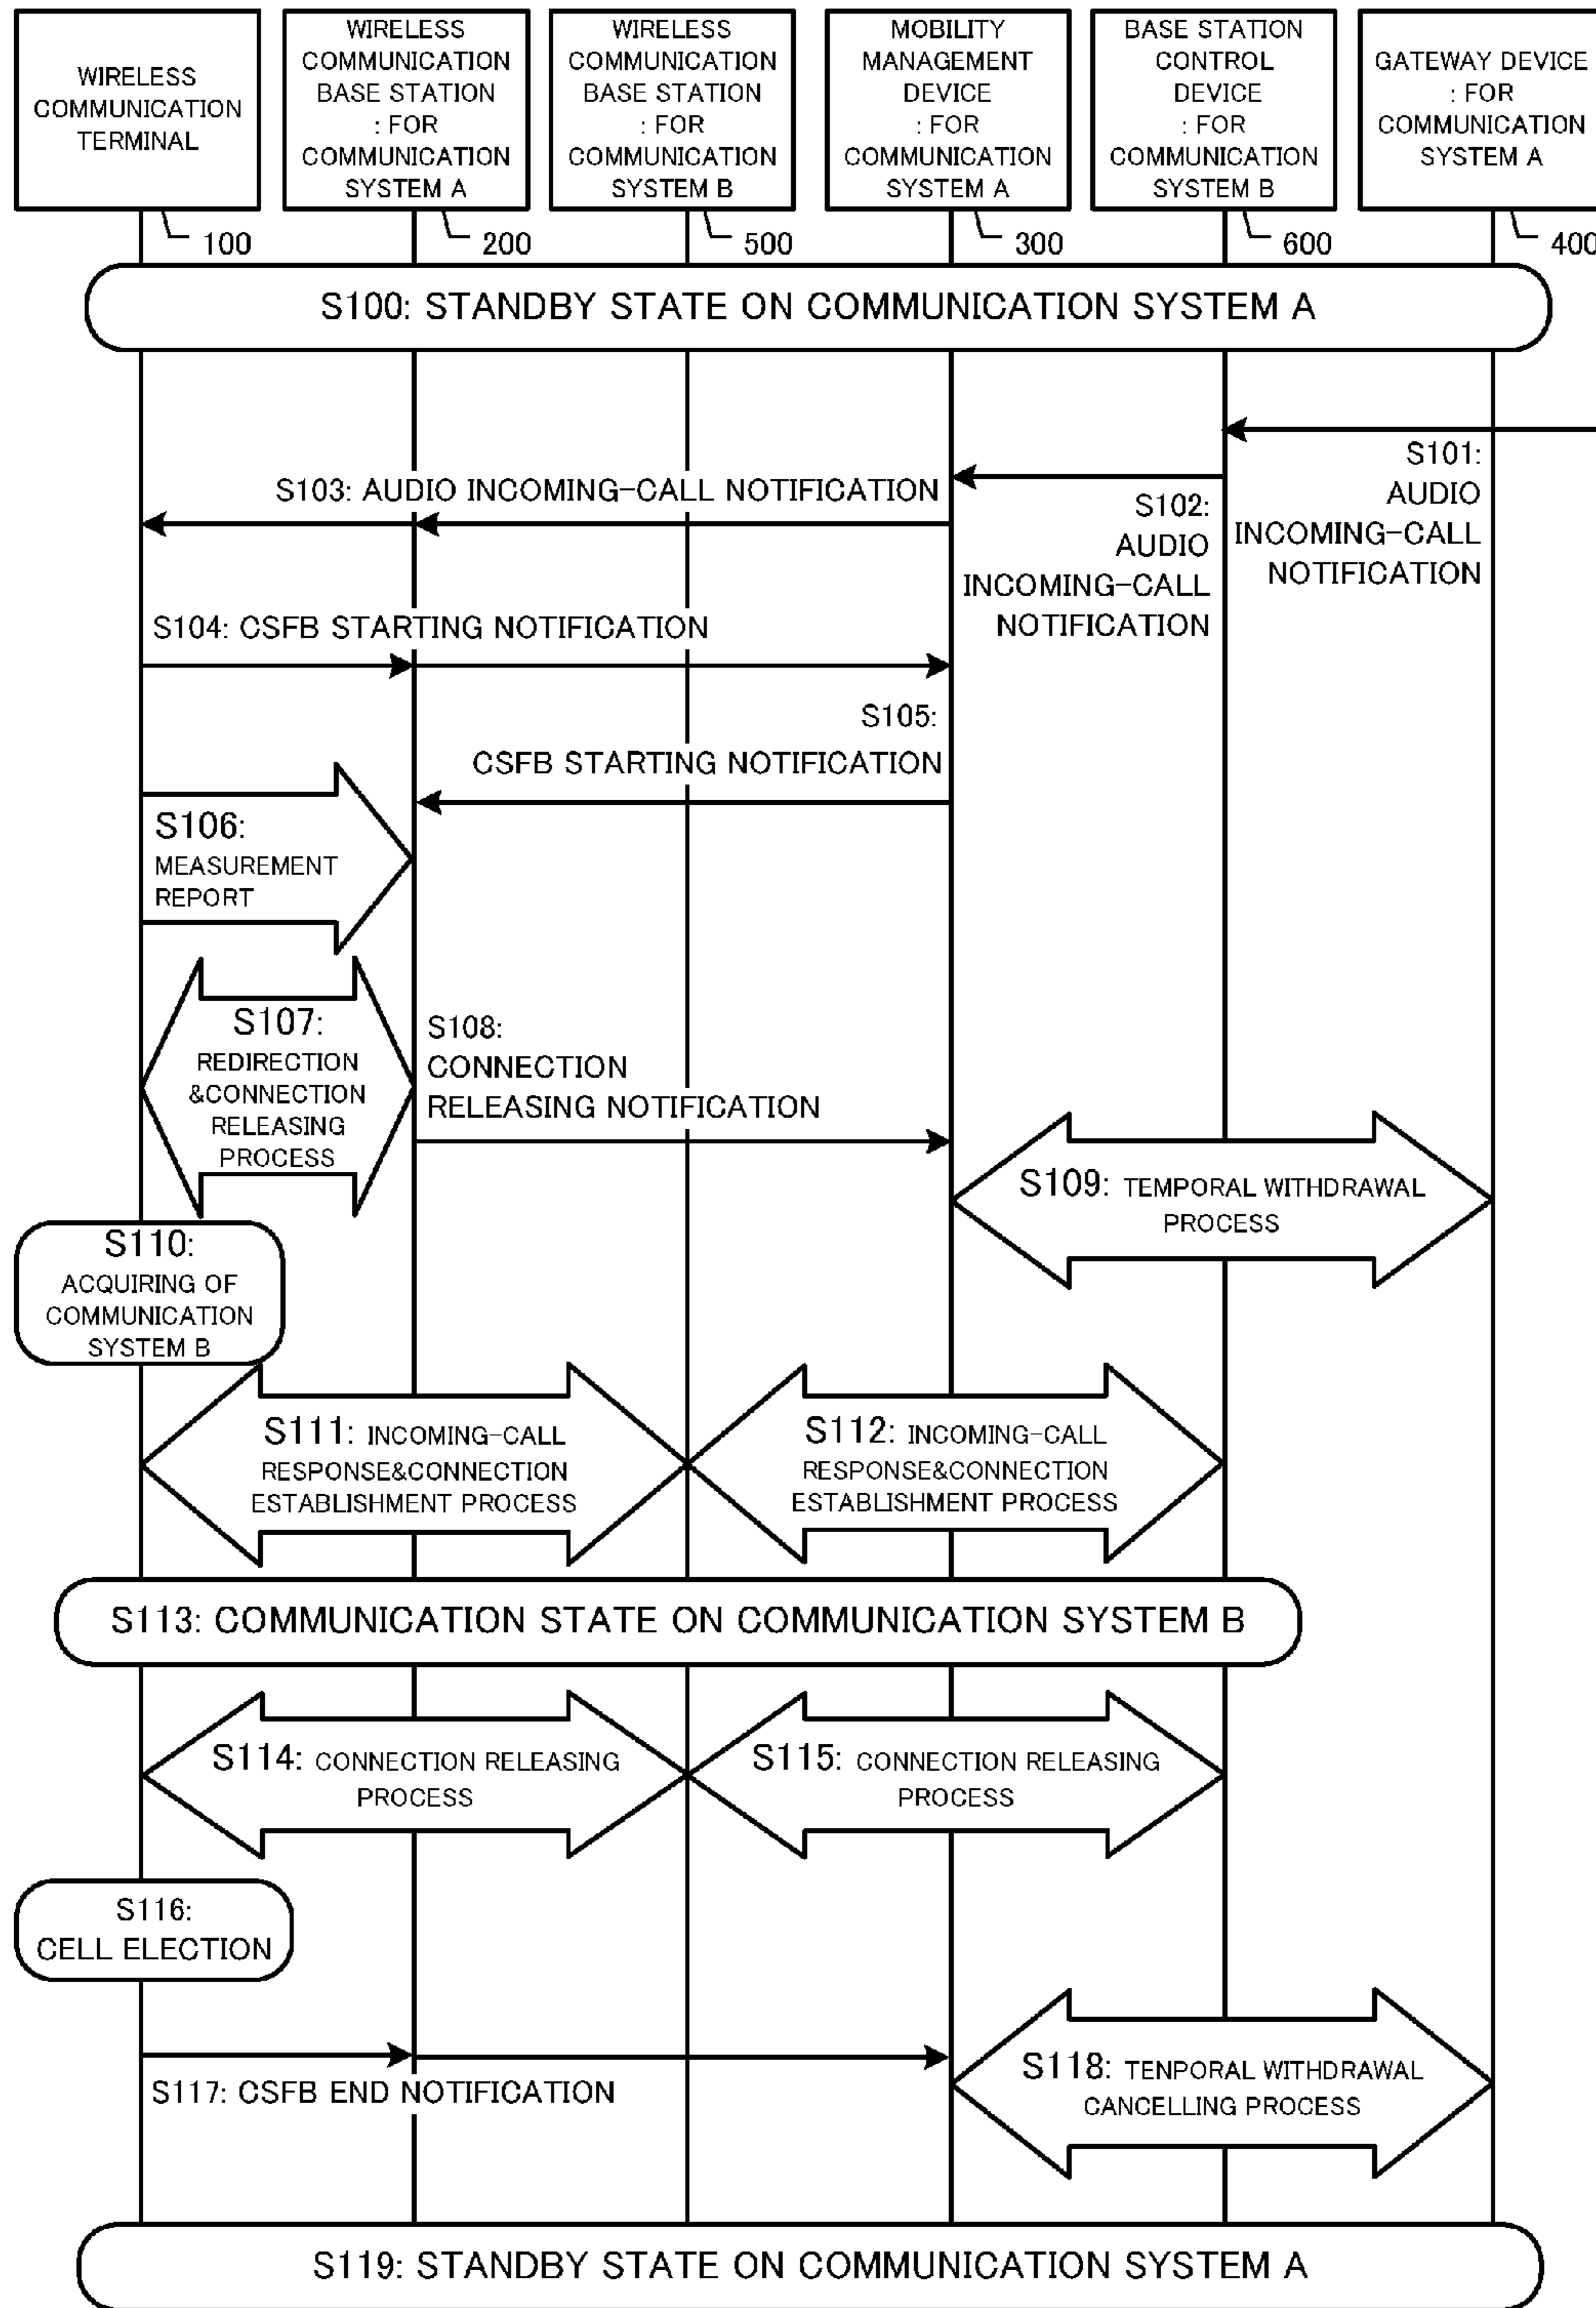 WIRELESS
COMMUNICATION
TERMINAL
WIRELESS
COMMUNICATION
BASE STATION
: FOR
COMMUNICATION
SYSTEM A
WIRELESS
COMMUNICATION
BASE STATION
: FOR
COMMUNICATION
SYSTEM B
MOBILITY
MANAGEMENT
DEVICE
: FOR
COMMUNICATION
SYSTEM A
BASE STATION
CONTROL
DEVICE
: FOR
COMMUNICATION
SYSTEM B
GATEWAY DEVICE
: FOR
COMMUNICATION
SYSTEM A
100
200
500
300
600
400
S100: STANDBY STATE ON COMMUNICATION SYSTEM A
S101:
AUDIO
INCOMING-CALL
NOTIFICATION
S102:
AUDIO
INCOMING-CALL
NOTIFICATION
S103: AUDIO INCOMING-CALL NOTIFICATION
S104: CSFB STARTING NOTIFICATION
S105:
CSFB STARTING NOTIFICATION
S106:
MEASUREMENT
REPORT
S107:
REDIRECTION
&CONNECTION
RELEASING
PROCESS
S108:
CONNECTION
RELEASING NOTIFICATION
S109: TEMPORAL WITHDRAWAL
PROCESS
S110:
ACQUIRING OF
COMMUNICATION
SYSTEM B
S111: INCOMING-CALL
RESPONSE&CONNECTION
ESTABLISHMENT PROCESS
S112: INCOMING-CALL
RESPONSE&CONNECTION
ESTABLISHMENT PROCESS
S113: COMMUNICATION STATE ON COMMUNICATION SYSTEM B
S114: CONNECTION RELEASING
PROCESS
S115: CONNECTION RELEASING
PROCESS
S116:
CELL ELECTION
S117: CSFB END NOTIFICATION
S118: TENPORAL WITHDRAWAL
CANCELLING PROCESS
S119: STANDBY STATE ON COMMUNICATION SYSTEM A